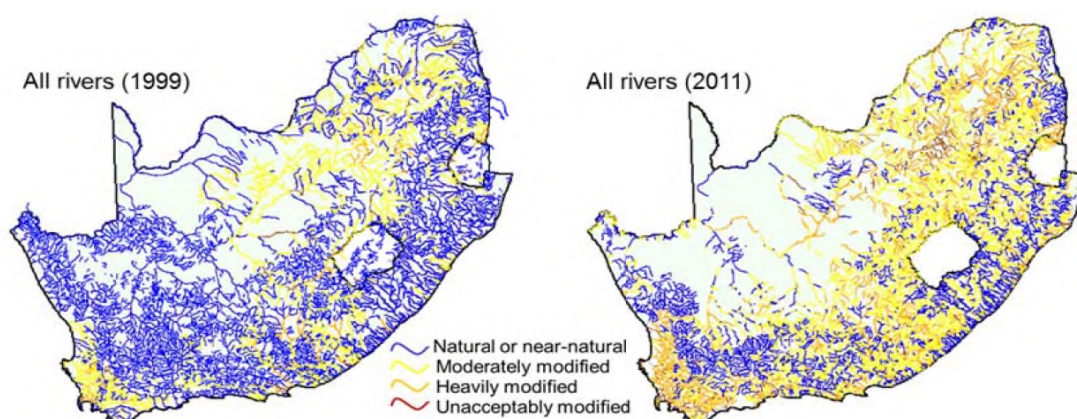 All rivers (1999)
All rivers (2011)
Natural or near-natural
Moderately modified
Heavily modified
Unacceptably modified